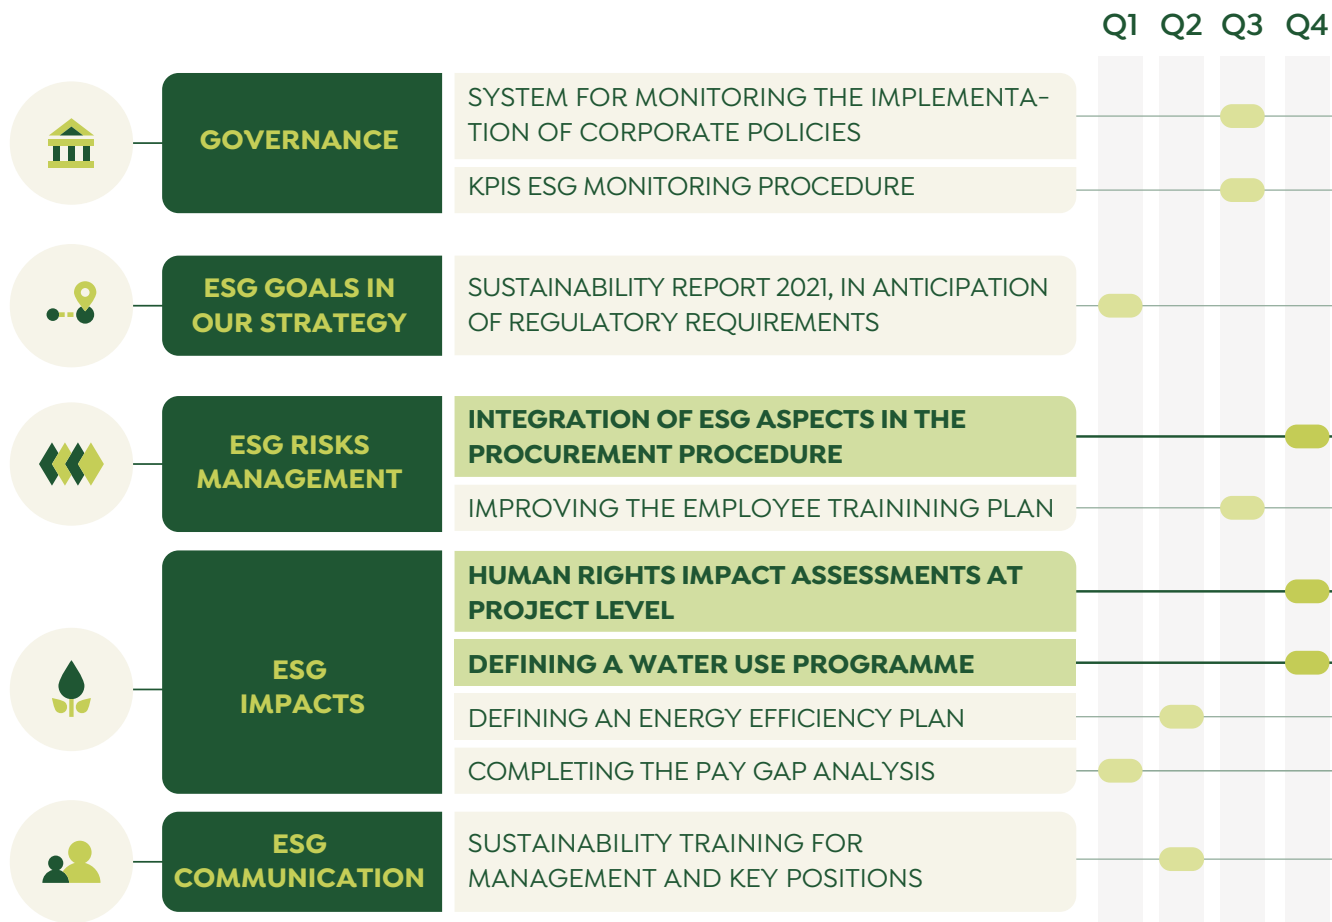 Q1 Q2 Q3 Q4
GOVERNANCE
SYSTEM FOR MONITORING THE IMPLEMENTA-
TION OF CORPORATE POLICIES
KPIS ESG MONITORING PROCEDURE
ESG GOALS IN
OUR STRATEGY
SUSTAINABILITY REPORT 2021, IN ANTICIPATION
OF REGULATORY REQUIREMENTS
ESG RISKS
MANAGEMENT
INTEGRATION OF ESG ASPECTS IN THE
PROCUREMENT PROCEDURE
IMPROVING THE EMPLOYEE TRAININING PLAN
ESG
IMPACTS
HUMAN RIGHTS IMPACT ASSESSMENTS AT
PROJECT LEVEL
DEFINING A WATER USE PROGRAMME
DEFINING AN ENERGY EFFICIENCY PLAN
COMPLETING THE PAY GAP ANALYSIS
ESG
COMMUNICATION
SUSTAINABILITY TRAINING FOR
MANAGEMENT AND KEY POSITIONS